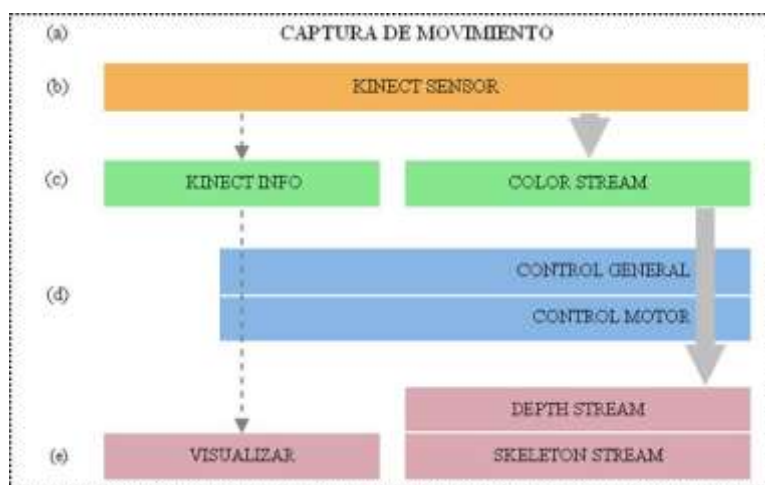 (a) CAPTURA DE MOVIMIENTO
(b) KINECT SENSOR
(c) KINECT INFO COLOR STREAM
CONTROL GENERAL
(d)
CONTROL MOTOR
DEPTH STREAM
(e) VISUALIZAR SKELETON STREAM